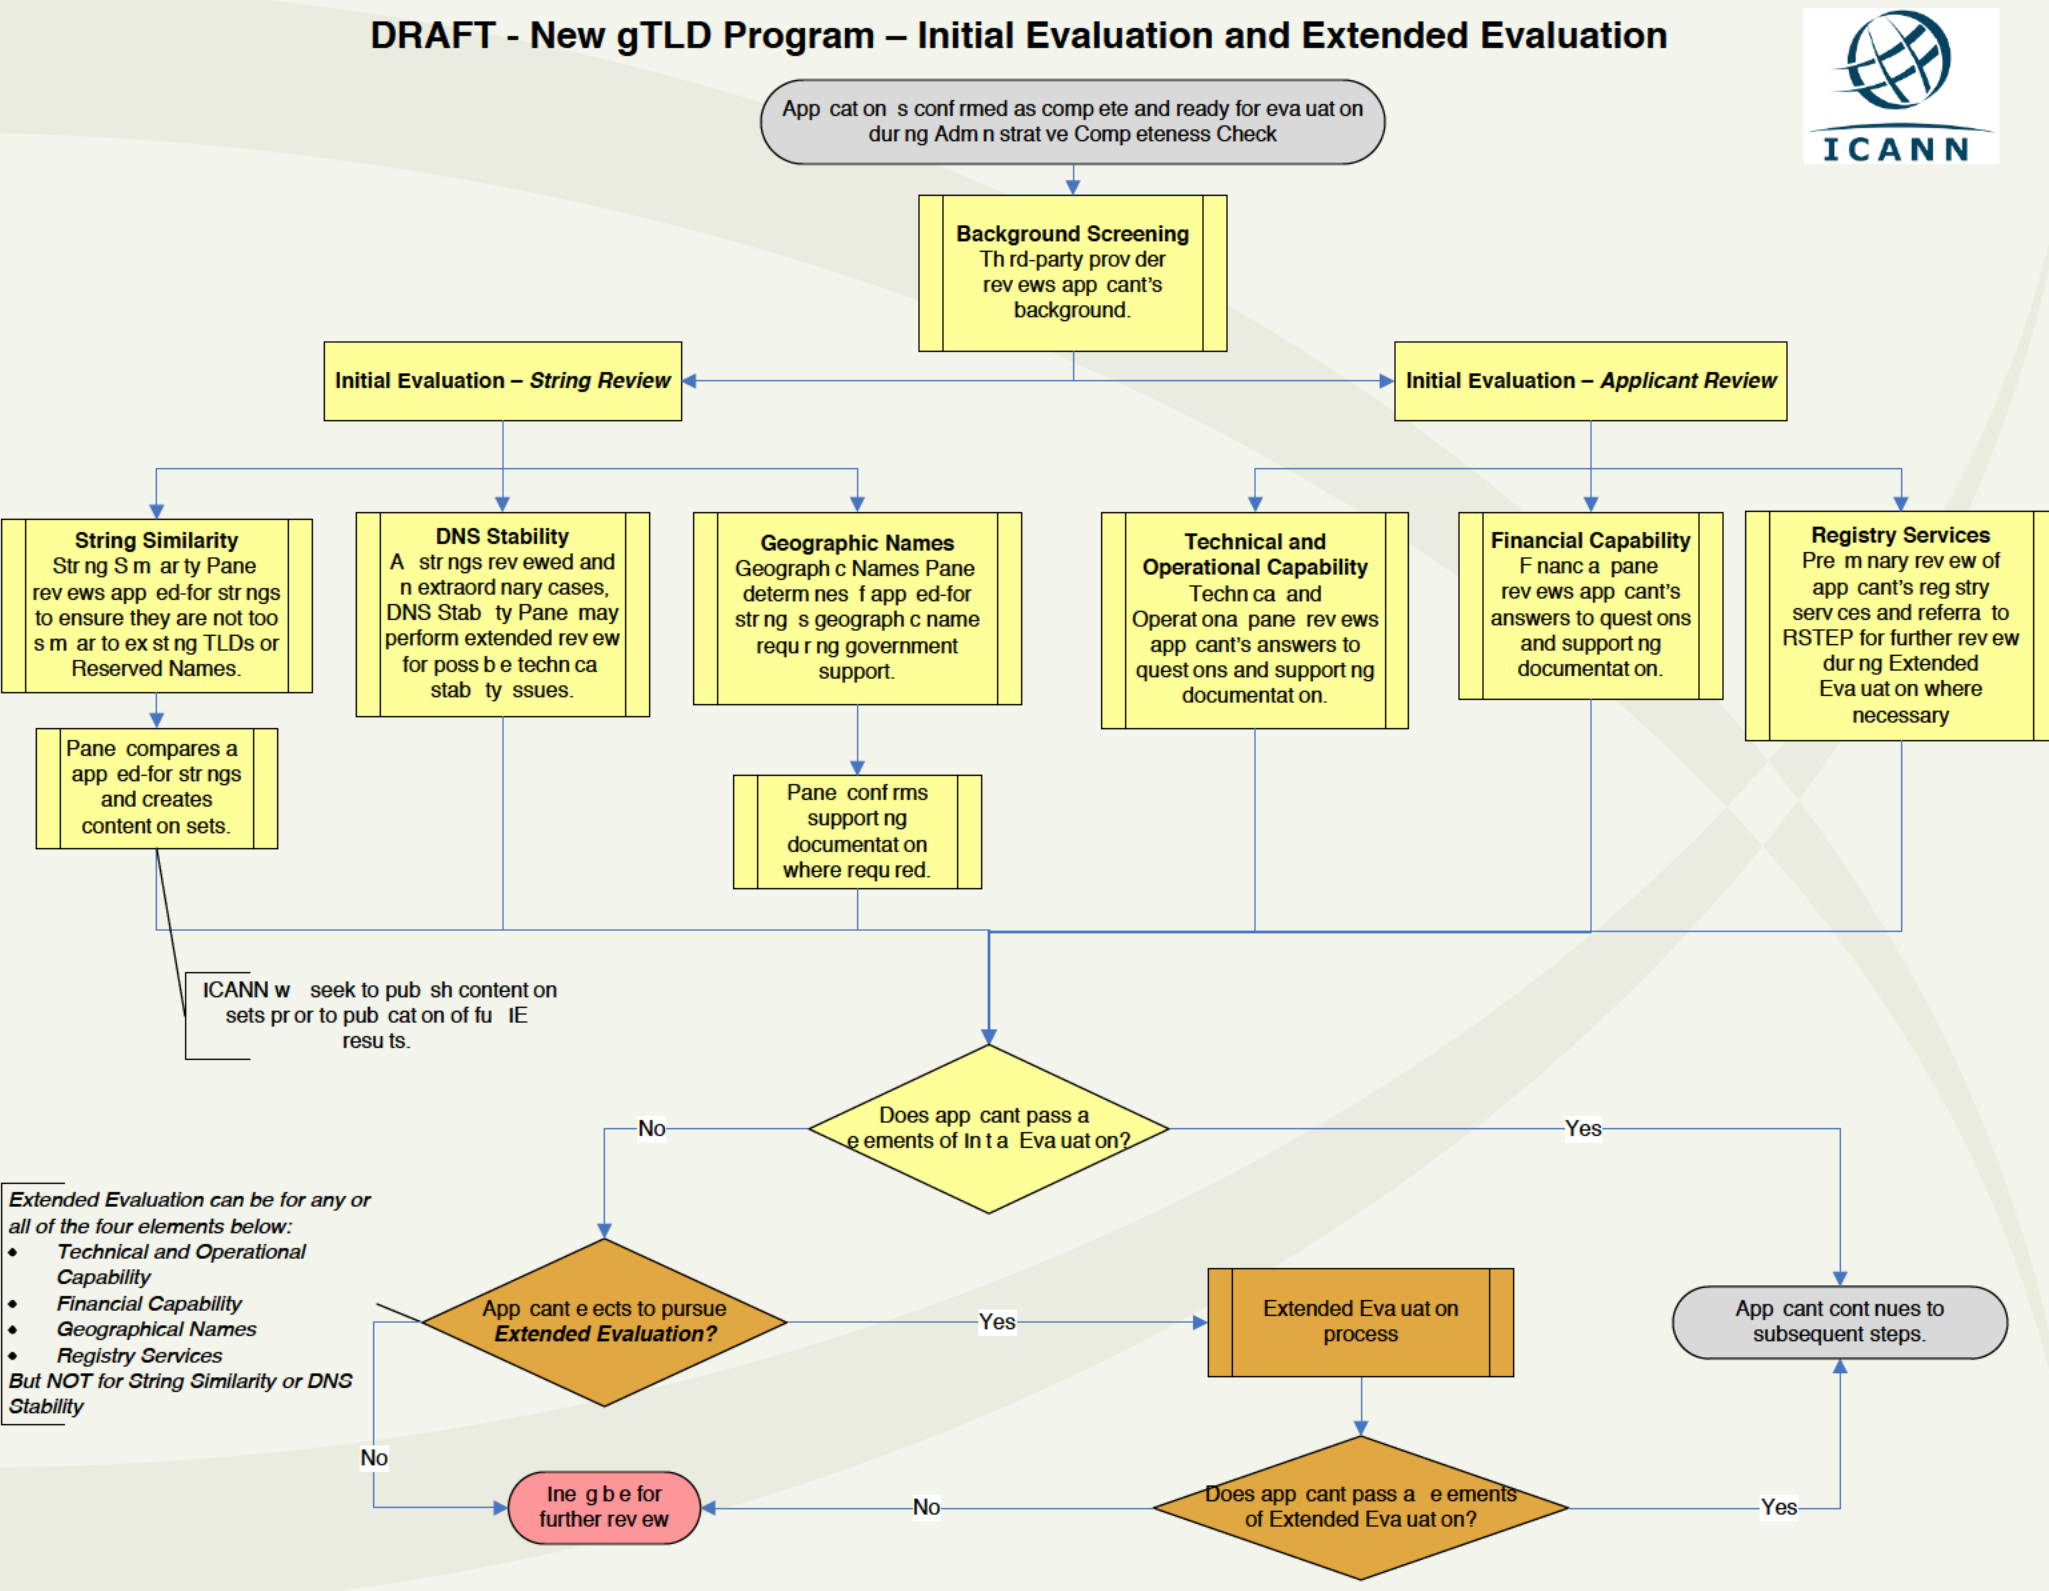 DRAFT - New gTLD Program – Initial Evaluation and Extended Evaluation
ICANN
App cat on s conf rmed as comp ete and ready for eva uat on
dur ng Adm n strat ve Comp eteness Check
Background Screening
Th rd-party prov der
rev ews app cant's
background.
Initial Evaluation – String Review
Initial Evaluation – Applicant Review
String Similarity
Str ng S m ar ty Pane
rev ews app ed-for str ngs
to ensure they are not too
s m ar to ex st ng TLDs or
Reserved Names.
DNS Stability
A str ngs rev ewed and
n extraord nary cases,
DNS Stab ty Pane may
perform extended rev ew
for poss b e techn ca
stab ty ssues.
Geographic Names
Geograph c Names Pane
determ nes f app ed-for
str ng s geograph c name
requ r ng government
support.
Technical and
Operational Capability
Techn ca and
Operat ona pane rev ews
app cant's answers to
quest ons and support ng
documentat on.
Financial Capability
F nanc a pane
rev ews app cant's
answers to quest ons
and support ng
documentat on.
Registry Services
Pre m nary rev ew of
app cant's reg stry
serv ces and referra to
RSTEP for further rev ew
dur ng Extended
Eva uat on where
necessary
Pane compares a
app ed-for str ngs
and creates
content on sets.
Pane conf rms
support ng
documentat on
where requ red.
ICANN w seek to pub sh content on
sets pr or to pub cat on of fu IE
resu ts.
Does app cant pass a
e ements of In t a Eva uat on?
No
Yes
Extended Evaluation can be for any or
all of the four elements below:
• Technical and Operational
Capability
• Financial Capability
• Geographical Names
• Registry Services
But NOT for String Similarity or DNS
Stability
App cant e ects to pursue
Extended Evaluation?
Yes
Extended Eva uat on
process
App cant cont nues to
subsequent steps.
No
Ine g b e for
further rev ew
No
Does app cant pass a e ements
of Extended Eva uat on?
Yes